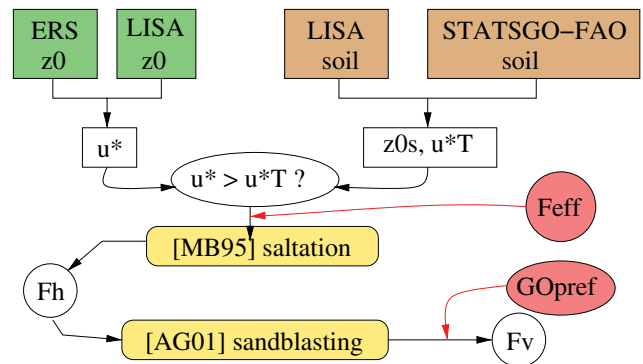 ERS
z0
LISA
z0
LISA
soil
STATSGO−FAO
soil
u*
z0s, u*T
u* > u*T ?
Feff
[MB95] saltation
Fh
GOpref
[AG01] sandblasting
Fv